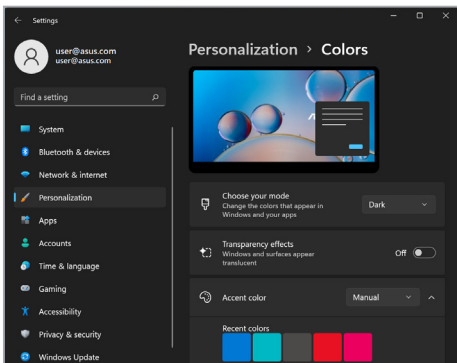 Settings
user@asus.com
user@asus.com
Find a setting
System
Bluetooth & devices
Network & internet
Personalization
Apps
Accounts
Time & language
Gaming
Accessibility
Privacy & security
Windows Update
Personalization > Colors
Choose your mode
Change the colors that appear in
Windows and your apps
Dark
Transparency effects
Windows and surfaces appear
translucent
Off
Accent color
Manual
Recent colors